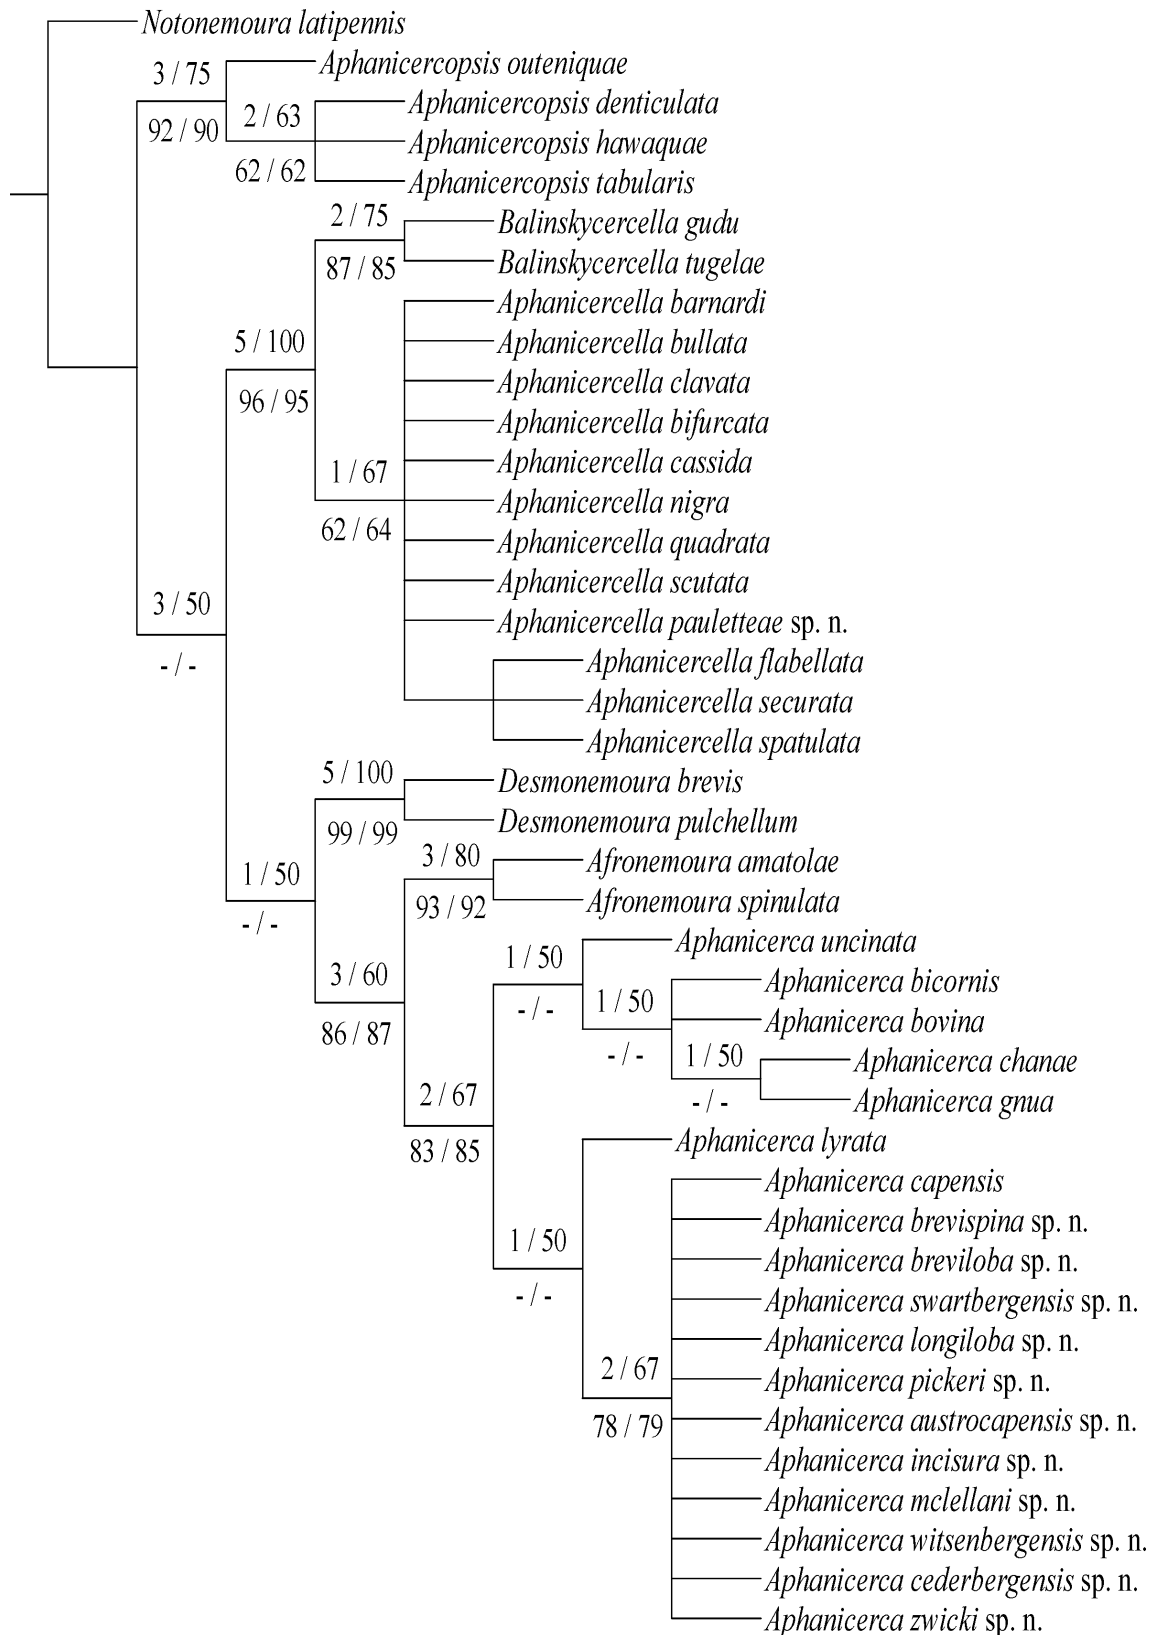 Notonemoura latipennis
Aphanicercopsis outeniquae
3 / 75
Aphanicercopsis denticulata
2 / 63
92 / 90
Aphanicercopsis hawaquae
62 / 62
Aphanicercopsis tabularis
2 / 75
Balinskycercella gudu
87 / 85
Balinskycercella tugelae
Aphanicercella barnardi
5 / 100
Aphanicercella bullata
Aphanicercella clavata
96 / 95
Aphanicercella bifurcata
Aphanicercella cassida
1 / 67
Aphanicercella nigra
62 / 64
Aphanicercella quadrata
Aphanicercella scutata
3 / 50
Aphanicercella pauletteae sp. n.
- / -
Aphanicercella flabellata
Aphanicercella securata
Aphanicercella spatulata
5 / 100
Desmonemoura brevis
99 / 99
Desmonemoura pulchellum
3 / 80
Afronemoura amatolae
1 / 50
93 / 92
Afronemoura spinulata
- / -
Aphanicerca uncinata
1 / 50
3 / 60
Aphanicerca bicornis
1 / 50
- / -
Aphanicerca bovina
86 / 87
- / -
1 / 50
Aphanicerca chanae
- / -
Aphanicerca gnua
2 / 67
83 / 85
Aphanicerca lyrata
Aphanicerca capensis
Aphanicerca brevispina sp. n.
1 / 50
Aphanicerca breviloba sp. n.
- / -
Aphanicerca swartbergensis sp. n.
Aphanicerca longiloba sp. n.
2 / 67
Aphanicerca pickeri sp. n.
78 / 79
Aphanicerca austrocapensis sp. n.
Aphanicerca incisura sp. n.
Aphanicerca mclellani sp. n.
Aphanicerca witsenbergensis sp. n.
Aphanicerca cederbergensis sp. n.
Aphanicerca zwicki sp. n.